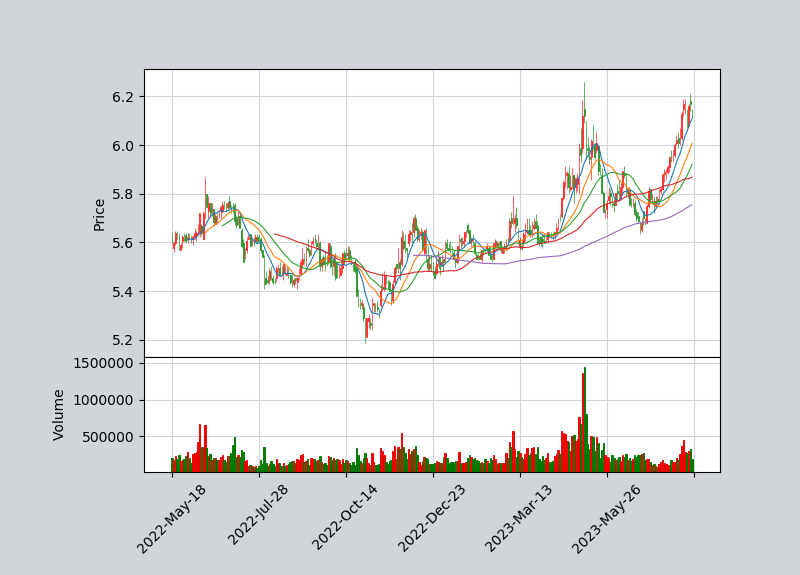 6.2
6.0
5.8
5.6
5.4
5.2
Price
1500000
1000000
500000
Volume
2022-May-18
2022-Jul-28
2022-Oct-14
2022-Dec-23
2023-Mar-13
2023-May-26